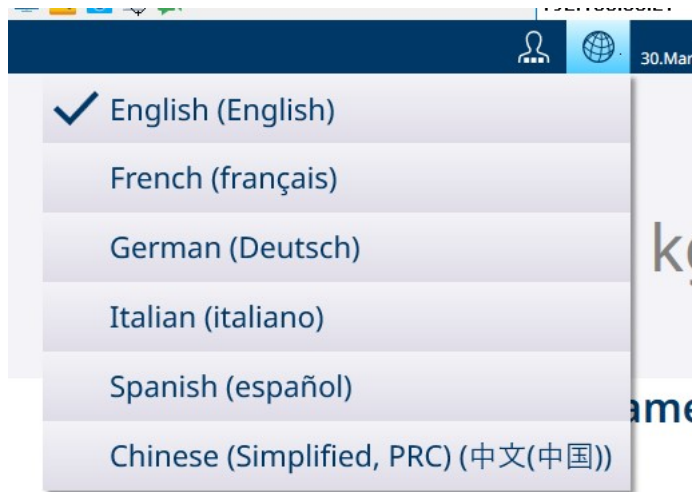 30.Mar
English (English)
French (français)
German (Deutsch)
Italian (italiano)
Spanish (español)
Chinese (Simplified, PRC) (中文(中国))